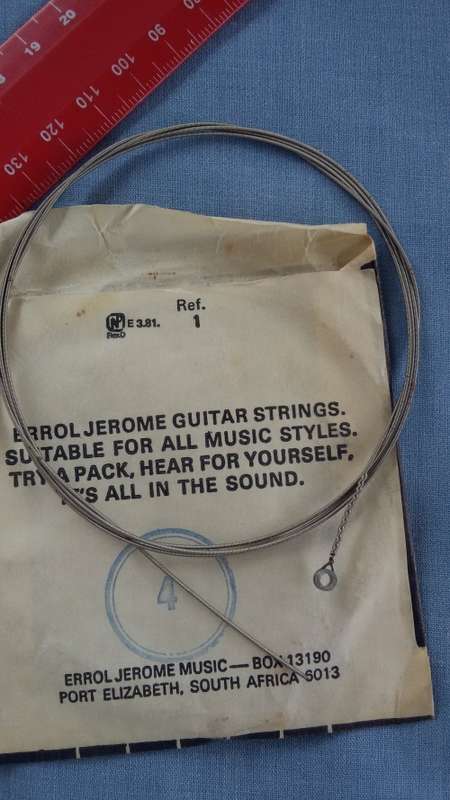 19 20
90
100
110
120
130
Ref.
1
E 3.81.
ERROL JEROME GUITAR STRINGS.
SUITABLE FOR ALL MUSIC STYLES.
TRY A PACK, HEAR FOR YOURSELF,
IT'S ALL IN THE SOUND.
4
ERROL JEROME MUSIC — BOX 13190
PORT ELIZABETH, SOUTH AFRICA 6013